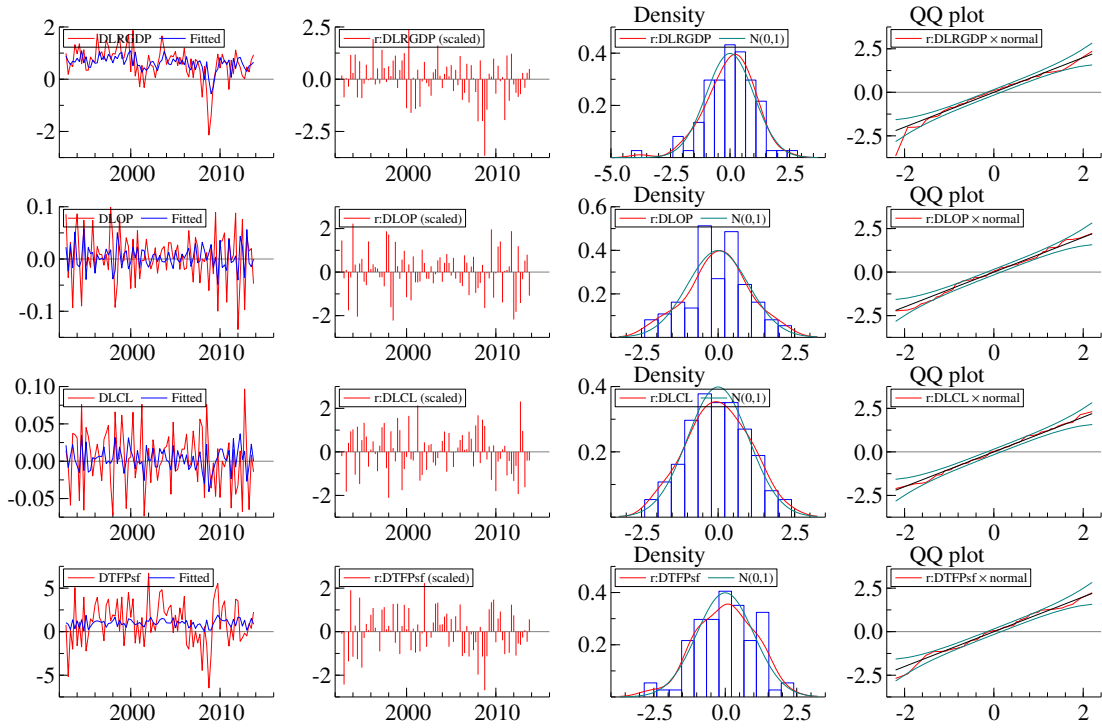 Density QQ plot
2 DLRGDP Fitted 2.5 r:DLRGDP (scaled) r:DLRGDP N(0,1) 2.5 r:DLRGDP × normal
0 0.0 0.4 0.0
-2 -2.5 0.2 -2.5
2000 2010 2000 2010 -5.0 -2.5 0.0 2.5 -2 0 2
Density QQ plot
0.1 DLOP Fitted 2 r:DLOP (scaled) 0.6 r:DLOP N(0,1) 2.5 r:DLOP × normal
0.0 0 0.4 0.0
-0.1 -2 0.2 -2.5
2000 2010 2000 2010 -2.5 0.0 2.5 -2 0 2
Density QQ plot
0.10 DLCL Fitted 2 r:DLCL (scaled) 0.4 r:DLCL N(0,1) 2.5 r:DLCL × normal
0.05
0.00 0 0.2 0.0
-0.05 -2 -2.5
2000 2010 2000 2010 -2.5 0.0 2.5 -2 0 2
Density QQ plot
5 DTFPsf Fitted 2 r:DTFPsf (scaled) r:DTFPsf N(0,1) 2.5 r:DTFPsf × normal
0 0 0.4 0.0
-5 -2 0.2 -2.5
2000 2010 2000 2010 -2.5 0.0 2.5 -2 0 2